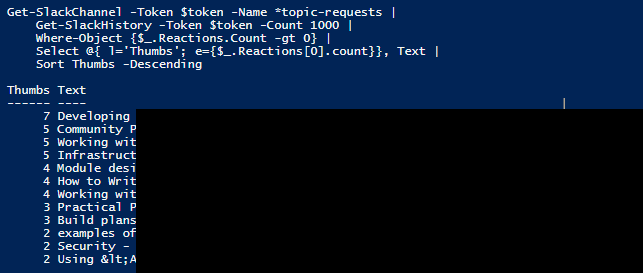 Get-SlackChannel -Token $token -Name *topic-requests |
    Get-SlackHistory -Token $token -Count 1000 |
    Where-Object {$_.Reactions.Count -gt 0} |
    Select @{ l='Thumbs'; e={$_.Reactions[0].count}}, Text |
    Sort Thumbs -Descending

Thumbs Text
------ ----
     7 Developing
     5 Community P
     5 Working wit
     5 Infrastruct
     4 Module desi
     4 How to Writ
     4 Working wit
     3 Practical P
     3 Build plans
     2 examples of
     2 Security -
     2 Using &lt;A